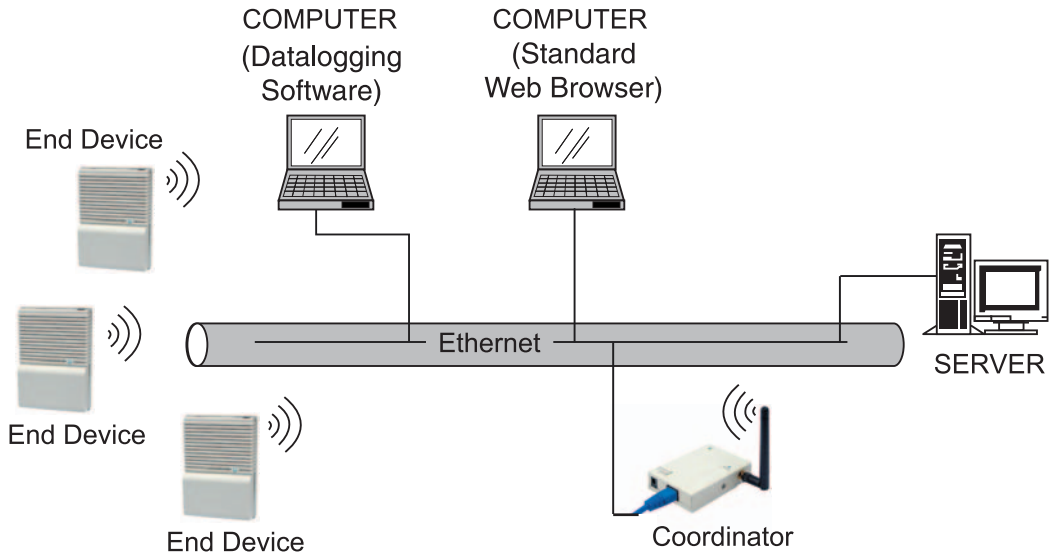 COMPUTER
(Datalogging
Software)
COMPUTER
(Standard
Web Browser)
End Device
Ethernet
SERVER
End Device
End Device
Coordinator